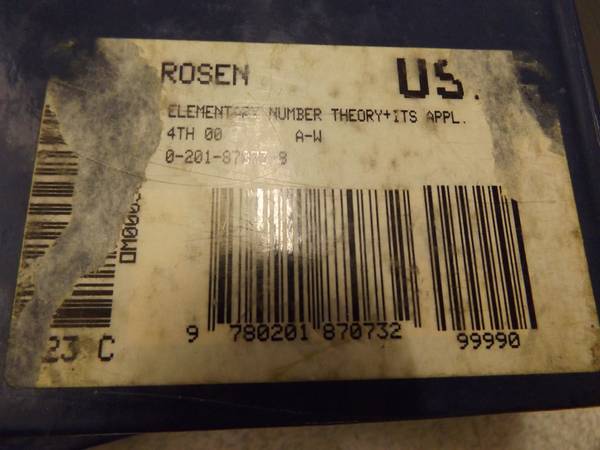 ROSEN US.
NUMBER THEORY+ITS APPL.
4TH 00 A-W
9 780201 870732 99990
23 C